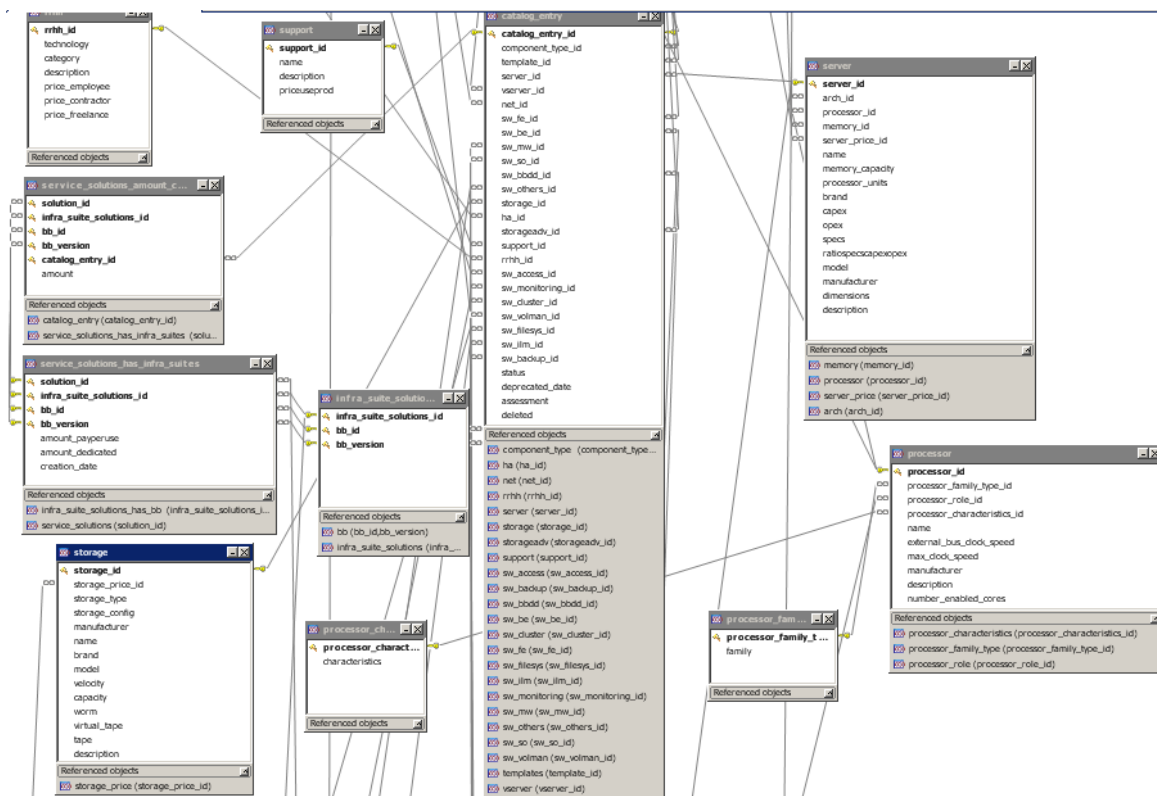 rrhh_id
technology
category
description
price_employee
price_contractor
price_freelance
Referenced objects
support
support_id
name
description
priceuseprod
Referenced objects
service_solutions_amount_c...
solution_id
infra_suite_solutions_id
bb_id
bb_version
catalog_entry_id
amount
Referenced objects
catalog_entry (catalog_entry_id)
service_solutions_has_infra_suites (solu...
service_solutions_has_infra_suites
solution_id
infra_suite_solutions_id
bb_id
bb_version
amount_payperuse
amount_dedicated
creation_date
Referenced objects
infra_suite_solutions_has_bb (infra_suite_solutions_i...
service_solutions (solution_id)
infra_suite_solutio...
infra_suite_solutions_id
bb_id
bb_version
Referenced objects
bb (bb_id,bb_version)
infra_suite_solutions (infra_...
storage
storage_id
storage_price_id
storage_type
storage_config
manufacturer
name
brand
model
velocity
capacity
worm
virtual_tape
tape
description
Referenced objects
storage_price (storage_price_id)
processor_ch...
processor_charact...
characteristics
Referenced objects
catalog_entry
catalog_entry_id
component_type_id
template_id
server_id
vserver_id
net_id
sw_fe_id
sw_be_id
sw_mw_id
sw_so_id
sw_bbdd_id
sw_others_id
storage_id
ha_id
storageadv_id
support_id
rrhh_id
sw_access_id
sw_monitoring_id
sw_cluster_id
sw_volman_id
sw_filesys_id
sw_ilm_id
sw_backup_id
status
deprecated_date
assessment
deleted
Referenced objects
component_type (component_type...
ha (ha_id)
net (net_id)
rrhh (rrhh_id)
server (server_id)
storage (storage_id)
storageadv (storageadv_id)
support (support_id)
sw_access (sw_access_id)
sw_backup (sw_backup_id)
sw_bbdd (sw_bbdd_id)
sw_be (sw_be_id)
sw_cluster (sw_cluster_id)
sw_fe (sw_fe_id)
sw_filesys (sw_filesys_id)
sw_ilm (sw_ilm_id)
sw_monitoring (sw_monitoring_id)
sw_mw (sw_mw_id)
sw_others (sw_others_id)
sw_so (sw_so_id)
sw_volman (sw_volman_id)
templates (template_id)
vserver (vserver_id)
server
server_id
arch_id
processor_id
memory_id
server_price_id
name
memory_capacity
processor_units
brand
capex
opex
specs
ratiospecscapexopex
model
manufacturer
dimensions
description
Referenced objects
memory (memory_id)
processor (processor_id)
server_price (server_price_id)
arch (arch_id)
processor
processor_id
processor_family_type_id
processor_role_id
processor_characteristics_id
name
external_bus_clock_speed
max_clock_speed
manufacturer
description
number_enabled_cores
Referenced objects
processor_characteristics (processor_characteristics_id)
processor_family_type (processor_family_type_id)
processor_role (processor_role_id)
processor_fam...
processor_family_t...
family
Referenced objects